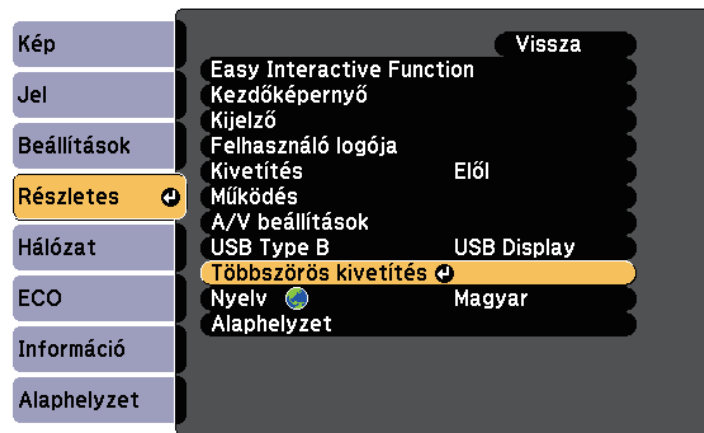 Kép
Jel
Beállítások
Részletes
Hálózat
ECO
Információ
Alaphelyzet
Vissza
Easy Interactive Function
Kezdőképernyő
Kijelző
Felhasználó logója
Kivetítés Elől
Működés
A/V beállítások
USB Type B USB Display
Többszörös kivetítés
Nyelv Magyar
Alaphelyzet